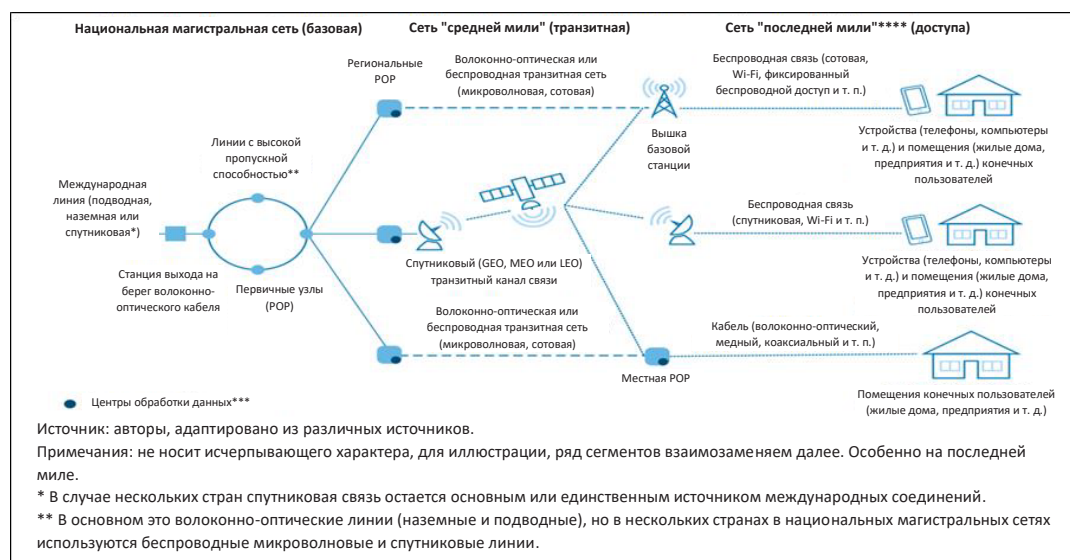 Национальная магистральная сеть (базовая)
Сеть "средней мили" (транзитная)
Сеть "последней мили"**** (доступа)
Региональные
POP
Волоконно-оптическая или
беспроводная транзитная сеть
(микроволновая, сотовая)
Беспроводная связь (сотовая,
Wi-Fi, фиксированный
беспроводной доступ и т. п.)
Вышка
базовой
станции
Устройства (телефоны, компьютеры
и т. д.) и помещения (жилые дома,
предприятия и т. д.) конечных
пользователей
Линии с высокой
пропускной
способностью**
Международная
линия (подводная,
наземная или
спутниковая*)
Станция выхода на
берег волоконно-
оптического кабеля
Первичные узлы
(POP)
Спутниковый (GEO, MEO или LEO)
транзитный канал связи
Беспроводная связь
(спутниковая, Wi-Fi и т. п.)
Устройства (телефоны, компьютеры
и т. д.) и помещения (жилые дома,
предприятия и т. д.) конечных
пользователей
Волоконно-оптическая или
беспроводная транзитная сеть
(микроволновая, сотовая)
Местная POP
Кабель (волоконно-оптический,
медный, коаксиальный и т. п.)
Помещения конечных пользователей
(жилые дома, предприятия и т. д.)
Центры обработки данных***
Источник: авторы, адаптировано из различных источников.
Примечания: не носит исчерпывающего характера, для иллюстрации, ряд сегментов взаимозаменяем далее. Особенно на последней
миле.
* В случае нескольких стран спутниковая связь остается основным или единственным источником международных соединений.
** В основном это волоконно-оптические линии (наземные и подводные), но в нескольких странах в национальных магистральных сетях
используются беспроводные микроволновые и спутниковые линии.